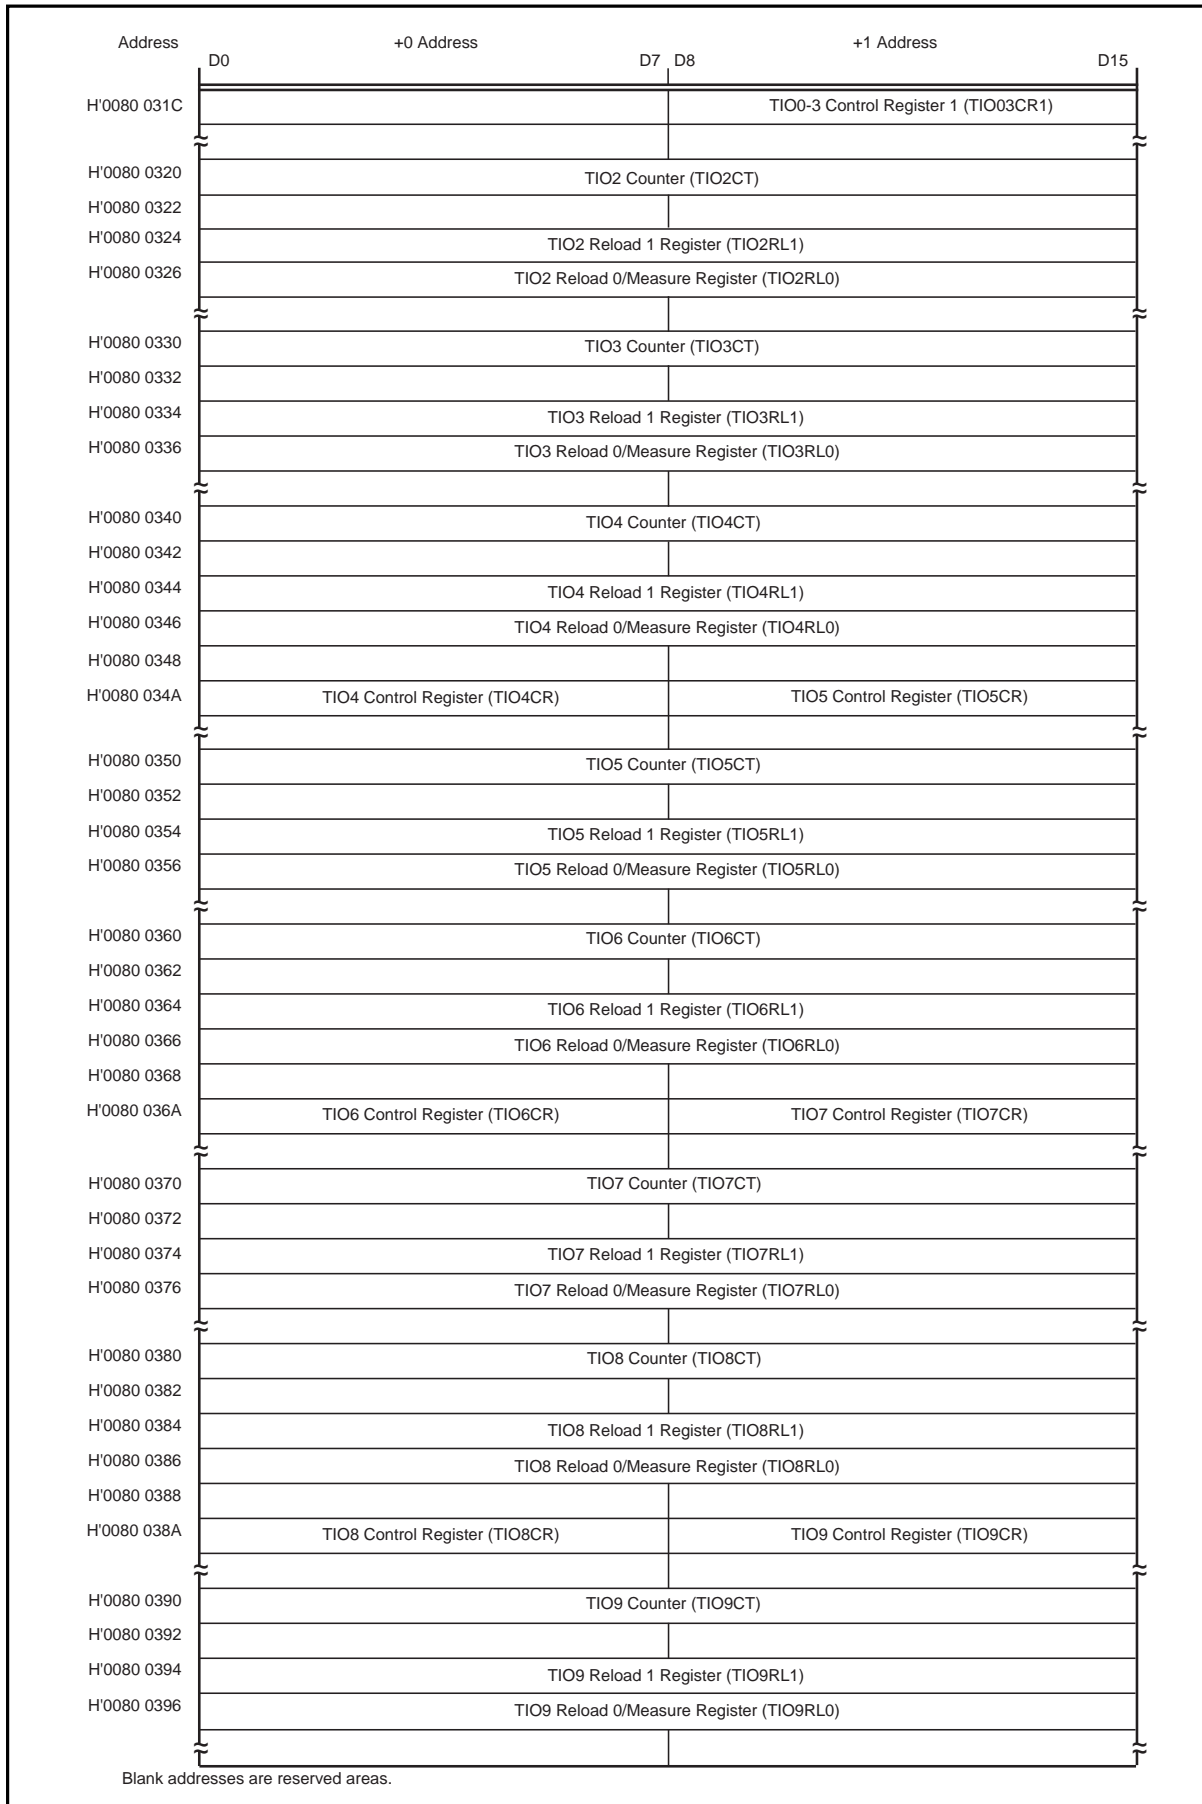 Address +0 Address +1 Address
D0 D7 D8 D15
H'0080 031C TIO0-3 Control Register 1 (TIO03CR1)
H'0080 0320 TIO2 Counter (TIO2CT)
H'0080 0322
H'0080 0324 TIO2 Reload 1 Register (TIO2RL1)
H'0080 0326 TIO2 Reload 0/Measure Register (TIO2RL0)
H'0080 0330 TIO3 Counter (TIO3CT)
H'0080 0332
H'0080 0334 TIO3 Reload 1 Register (TIO3RL1)
H'0080 0336 TIO3 Reload 0/Measure Register (TIO3RL0)
H'0080 0340 TIO4 Counter (TIO4CT)
H'0080 0342
H'0080 0344 TIO4 Reload 1 Register (TIO4RL1)
H'0080 0346 TIO4 Reload 0/Measure Register (TIO4RL0)
H'0080 0348
H'0080 034A TIO4 Control Register (TIO4CR) TIO5 Control Register (TIO5CR)
H'0080 0350 TIO5 Counter (TIO5CT)
H'0080 0352
H'0080 0354 TIO5 Reload 1 Register (TIO5RL1)
H'0080 0356 TIO5 Reload 0/Measure Register (TIO5RL0)
H'0080 0360 TIO6 Counter (TIO6CT)
H'0080 0362
H'0080 0364 TIO6 Reload 1 Register (TIO6RL1)
H'0080 0366 TIO6 Reload 0/Measure Register (TIO6RL0)
H'0080 0368
H'0080 036A TIO6 Control Register (TIO6CR) TIO7 Control Register (TIO7CR)
H'0080 0370 TIO7 Counter (TIO7CT)
H'0080 0372
H'0080 0374 TIO7 Reload 1 Register (TIO7RL1)
H'0080 0376 TIO7 Reload 0/Measure Register (TIO7RL0)
H'0080 0380 TIO8 Counter (TIO8CT)
H'0080 0382
H'0080 0384 TIO8 Reload 1 Register (TIO8RL1)
H'0080 0386 TIO8 Reload 0/Measure Register (TIO8RL0)
H'0080 0388
H'0080 038A TIO8 Control Register (TIO8CR) TIO9 Control Register (TIO9CR)
H'0080 0390 TIO9 Counter (TIO9CT)
H'0080 0392
H'0080 0394 TIO9 Reload 1 Register (TIO9RL1)
H'0080 0396 TIO9 Reload 0/Measure Register (TIO9RL0)
Blank addresses are reserved areas.